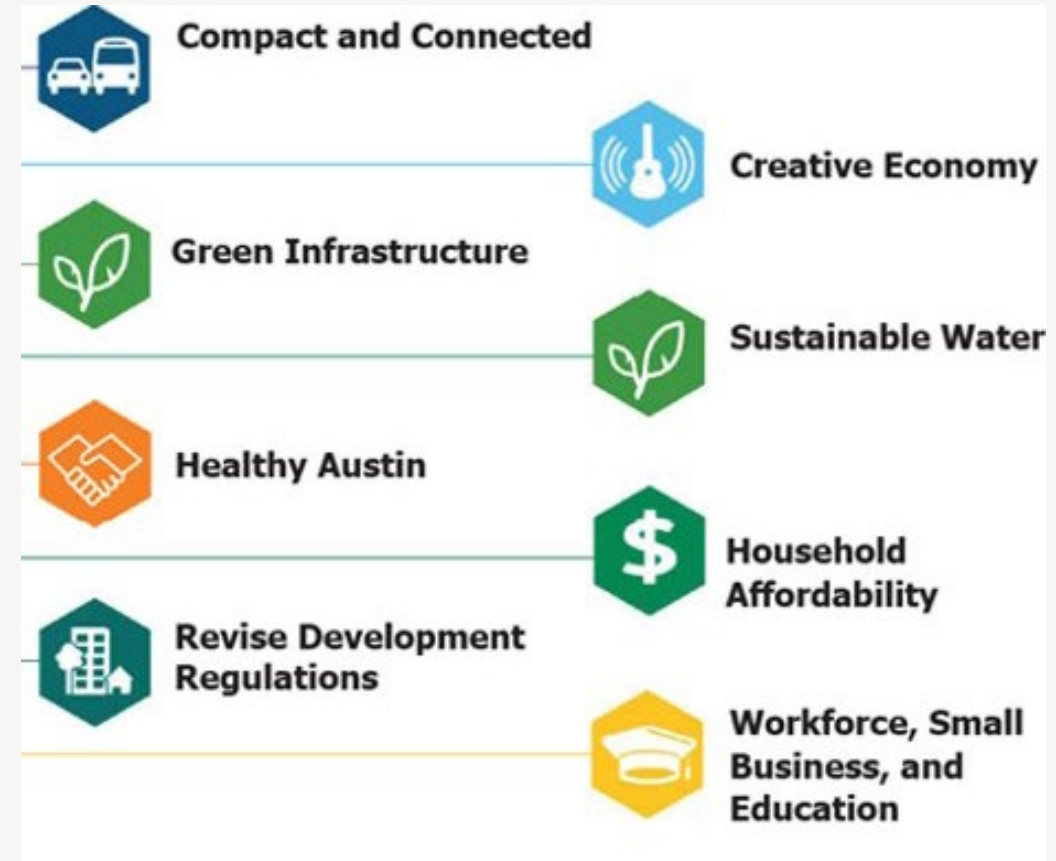 Compact and Connected
Creative Economy
Green Infrastructure
Sustainable Water
Healthy Austin
$
Household
Affordability
Revise Development
Regulations
Workforce, Small
Business, and
Education